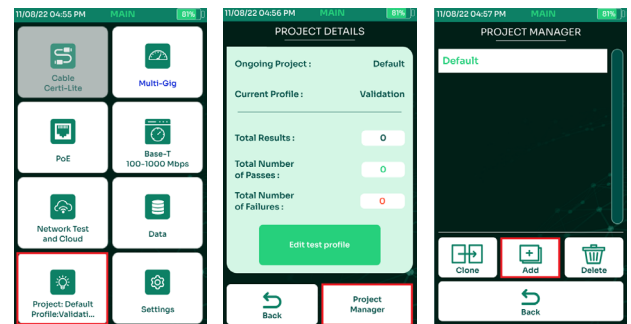 11/08/22 04:55 PM MAIN 81%
Cable
Certi-Lite
Multi-Gig
PoE
Base-T
100-1000 Mbps
Network Test
and Cloud
Data
Project: Default
Profile:Validati...
Settings
11/08/22 04:56 PM MAIN 81%
PROJECT DETAILS
Ongoing Project : Default
Current Profile : Validation
Total Results : 0
Total Number
of Passes : 0
Total Number
of Failures : 0
Edit test profile
Back
Project
Manager
11/08/22 04:57 PM MAIN 81%
PROJECT MANAGER
Default
Clone
Add
Delete
Back